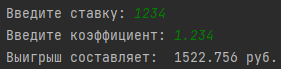 Введите ставку: 1234
Введите коэффициент: 1.234
Выигрыш составляет:  1522.756 руб.